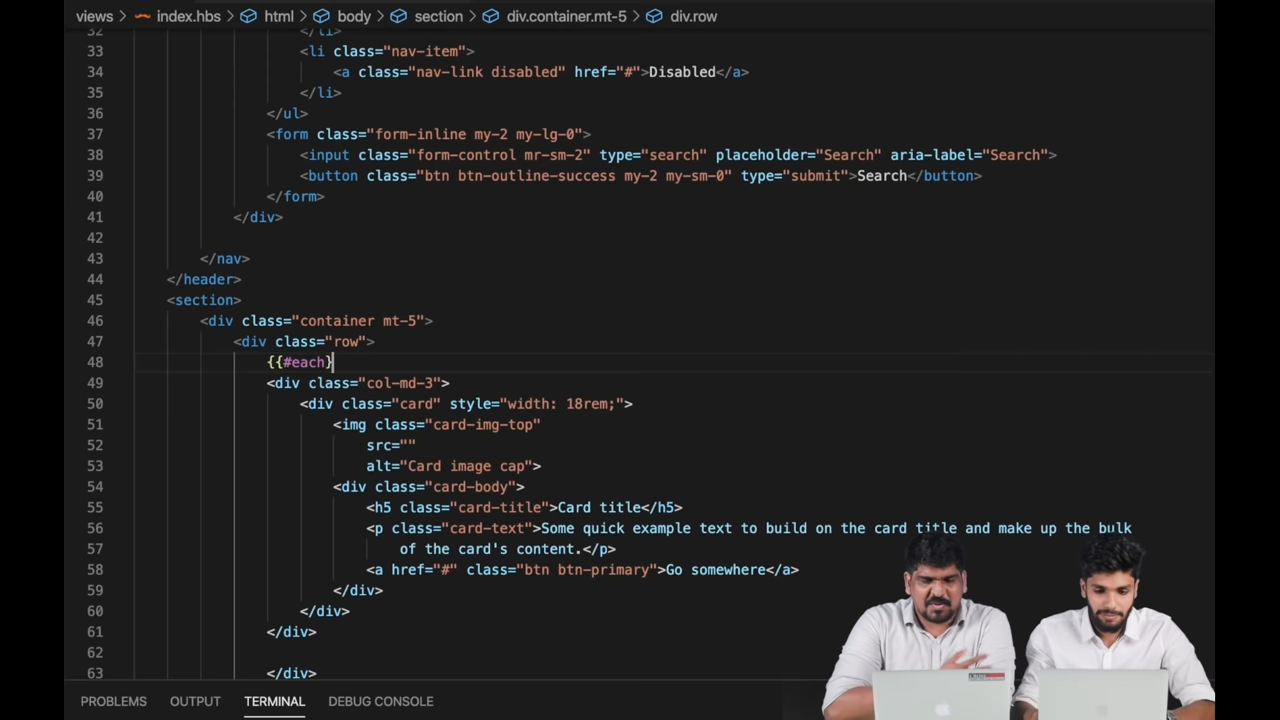 views > index.hbs > html > body > section > div.container.mt-5 > div.row
32 </li>
33 <li class="nav-item">
34 <a class="nav-link disabled" href="#">Disabled</a>
35 </li>
36 </ul>
37 <form class="form-inline my-2 my-lg-0">
38 <input class="form-control mr-sm-2" type="search" placeholder="Search" aria-label="Search">
39 <button class="btn btn-outline-success my-2 my-sm-0" type="submit">Search</button>
40 </form>
41 </div>
42
43 </nav>
44 </header>
45 <section>
46 <div class="container mt-5">
47 <div class="row">
48 {{#each}
49 <div class="col-md-3">
50 <div class="card" style="width: 18rem;">
51 <img class="card-img-top"
52 src=""
53 alt="Card image cap">
54 <div class="card-body">
55 <h5 class="card-title">Card title</h5>
56 <p class="card-text">Some quick example text to build on the card title and make up the bulk
57 of the card's content.</p>
58 <a href="#" class="btn btn-primary">Go somewhere</a>
59 </div>
60 </div>
61 </div>
62
63 </div>
PROBLEMS OUTPUT TERMINAL DEBUG CONSOLE